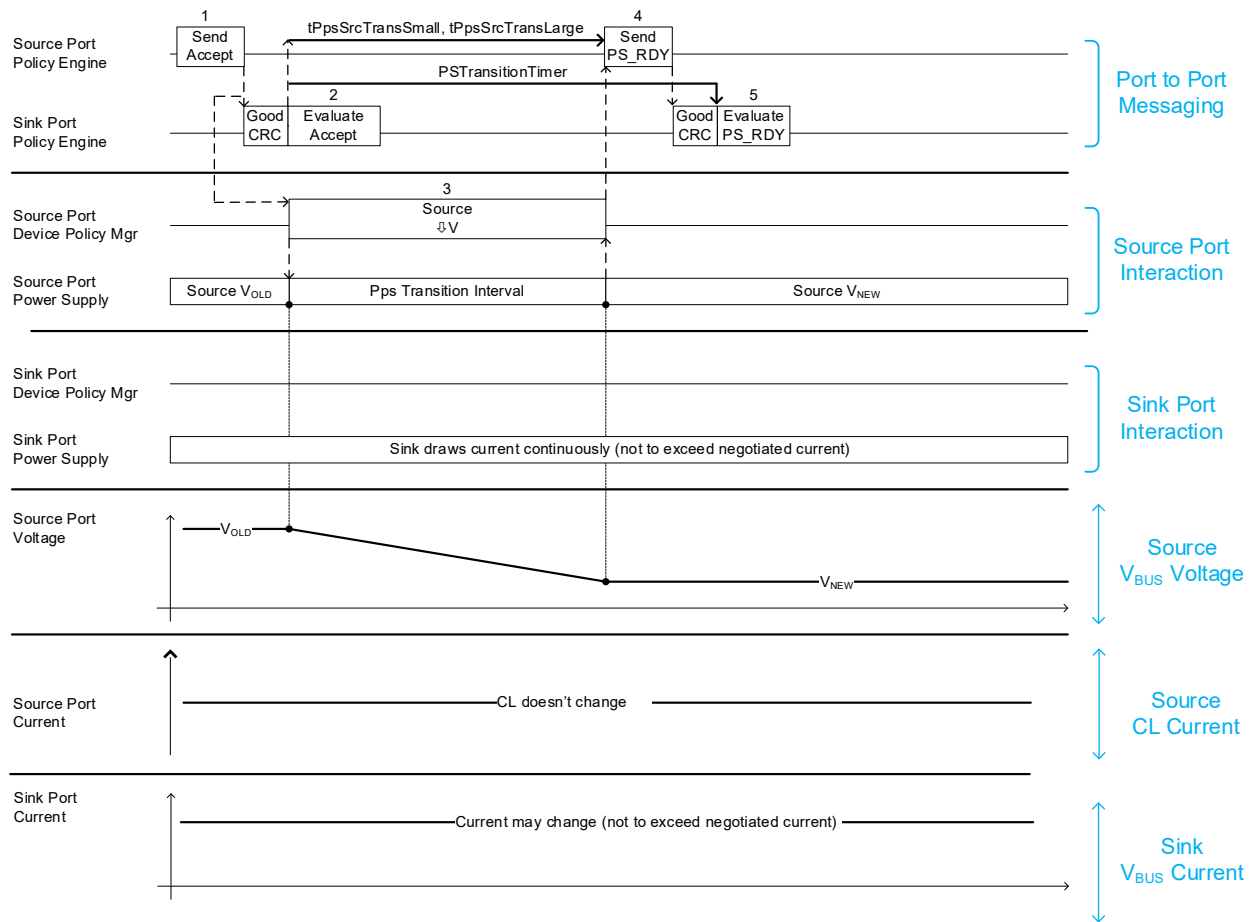 1
4
Source Port
Policy Engine
Send
Accept
tPpsSrcTransSmall, tPpsSrcTransLarge
Send
PS_RDY
PSTransitionTimer
Port to Port
Messaging
2
5
Sink Port
Policy Engine
Good
CRC
Evaluate
Accept
Good
CRC
Evaluate
PS_RDY
3
Source Port
Device Policy Mgr
Source
⇩V
Source Port
Interaction
Source Port
Power Supply
Source VOLD
Pps Transition Interval
Source VNEW
Sink Port
Device Policy Mgr
Sink Port
Interaction
Sink Port
Power Supply
Sink draws current continuously (not to exceed negotiated current)
Source Port
Voltage
VOLD
VNEW
Source
VBUS Voltage
Source Port
Current
CL doesn't change
Source
CL Current
Sink Port
Current
Current may change (not to exceed negotiated current)
Sink
VBUS Current